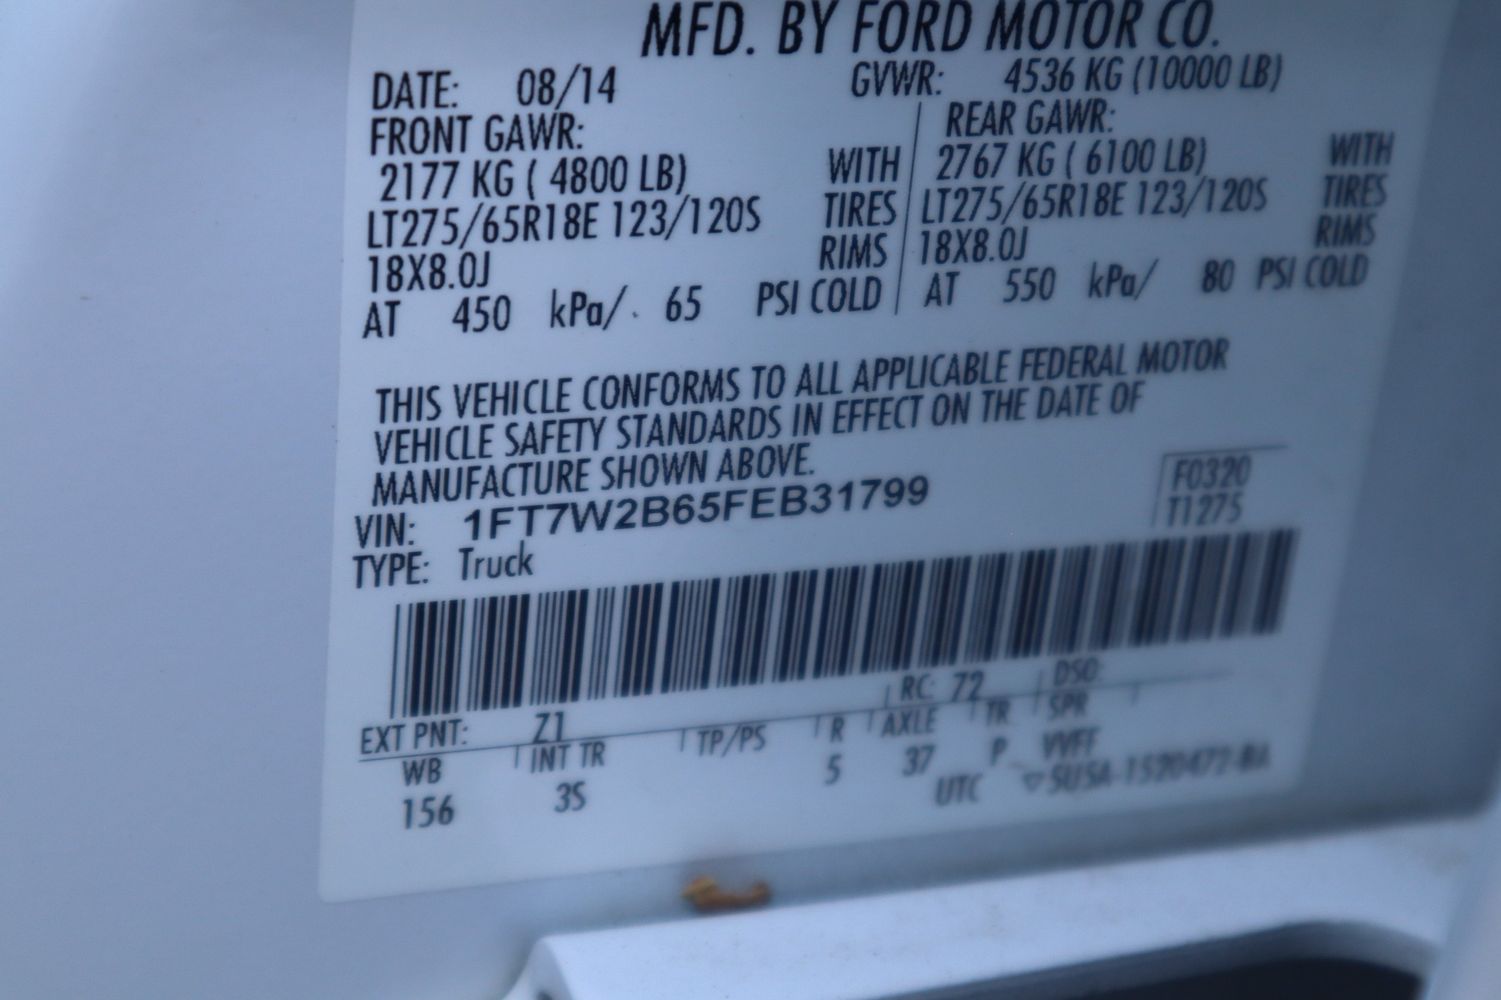 MFD. BY FORD MOTOR CO.
DATE: 08/14 GVWR: 4536 KG (10000 LB)
FRONT GAWR: REAR GAWR:
2177 KG ( 4800 LB) WITH 2767 KG ( 6100 LB) WITH
LT275/65R18E 123/120S TIRES LT275/65R18E 123/120S TIRES
18X8.0J RIMS 18X8.0J RIMS
AT 450 kPa/ 65 PSI COLD AT 550 kPa/ 80 PSI COLD
THIS VEHICLE CONFORMS TO ALL APPLICABLE FEDERAL MOTOR
VEHICLE SAFETY STANDARDS IN EFFECT ON THE DATE OF
MANUFACTURE SHOWN ABOVE.
F0320
VIN: 1FT7W2B65FEB31799 T1275
TYPE: Truck
EXT PNT: Z1 RC: 72 DSO:
WB INT TR TP/PS R AXLE TR SPR
156 3S 5 37 P VVFF
UTC ▽SU5A-1520472-BA